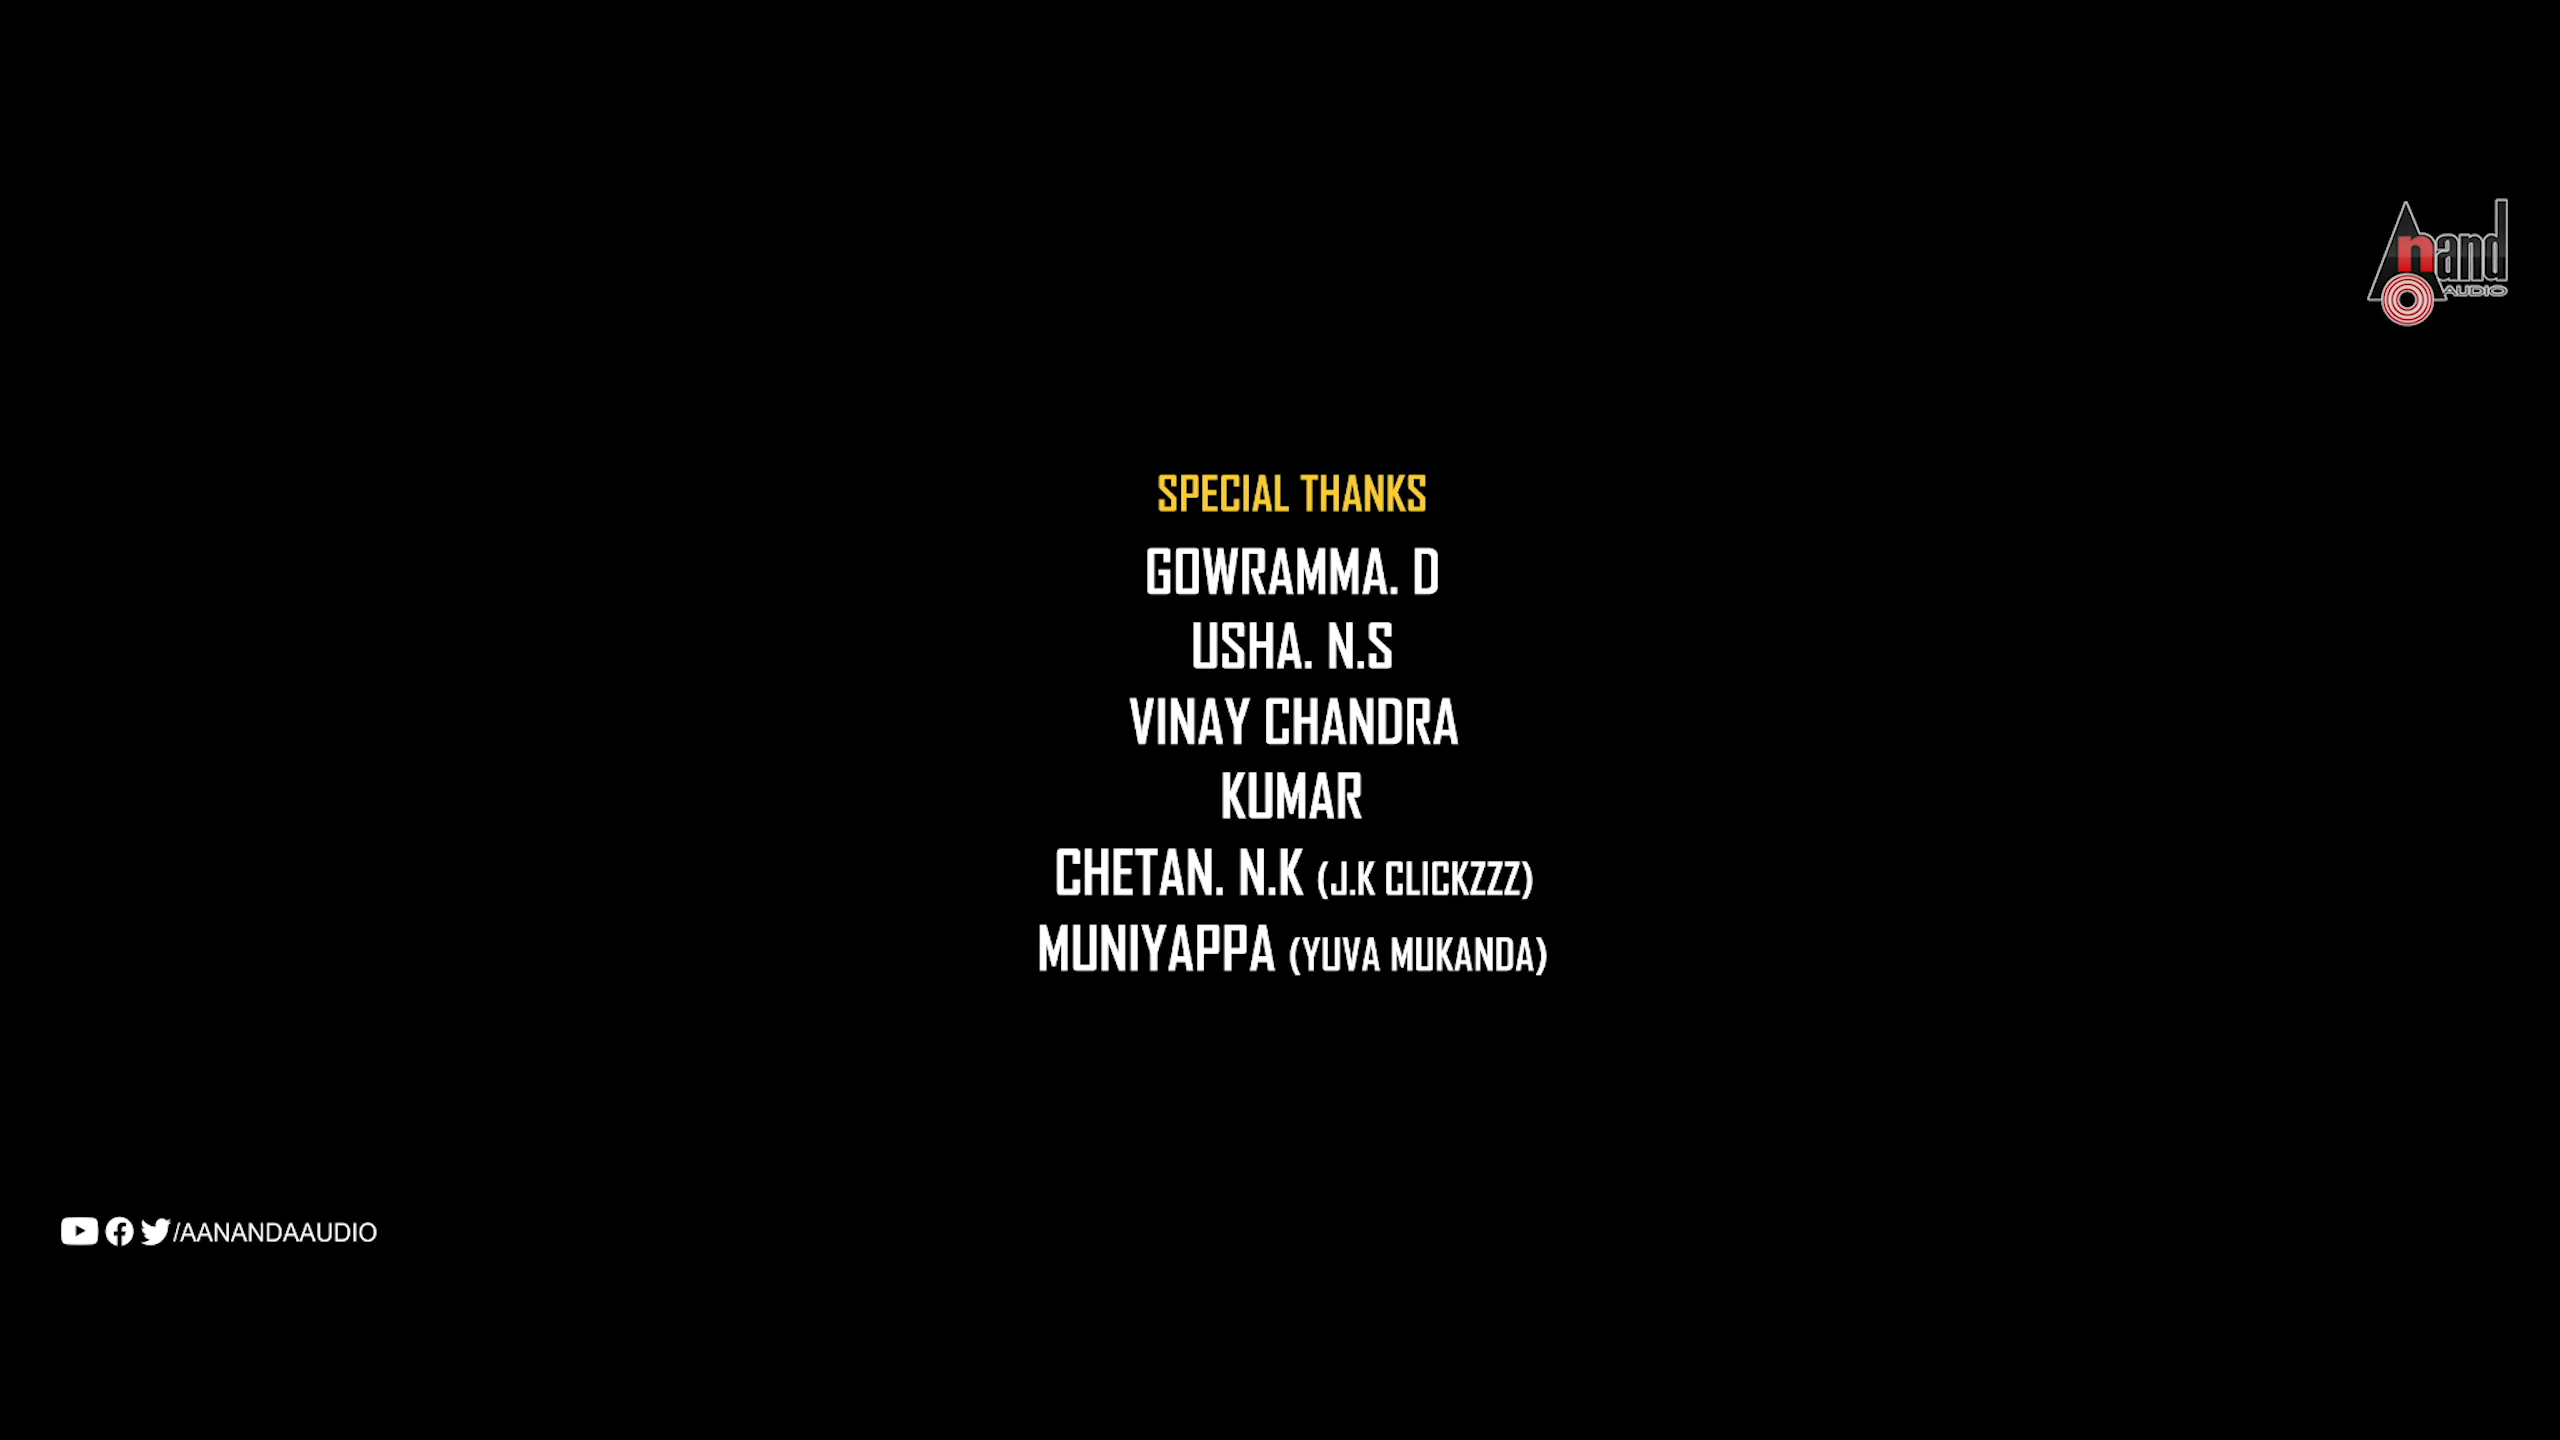 Anand
AUDIO
SPECIAL THANKS
GOWRAMMA. D
USHA. N.S
VINAY CHANDRA
KUMAR
CHETAN. N.K (J.K CLICKZZZ)
MUNIYAPPA (YUVA MUKANDA)
/AANANDAAUDIO